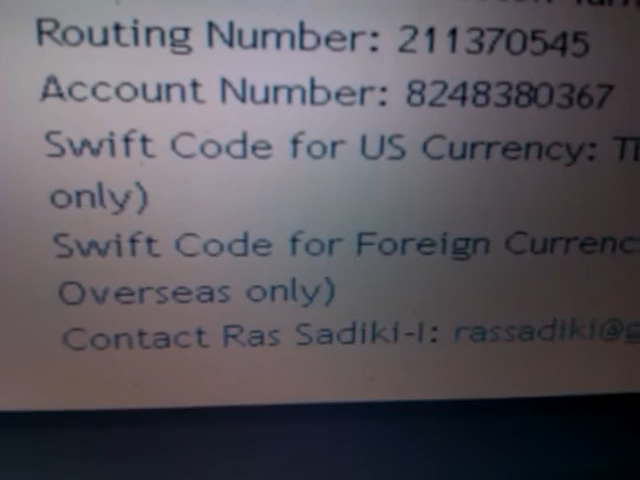 Routing Number: 211370545
Account Number: 8248380367
Swift Code for US Currency:
only)
Swift Code for Foreign
Overseas only)
Contact Ras Sadiki-I: